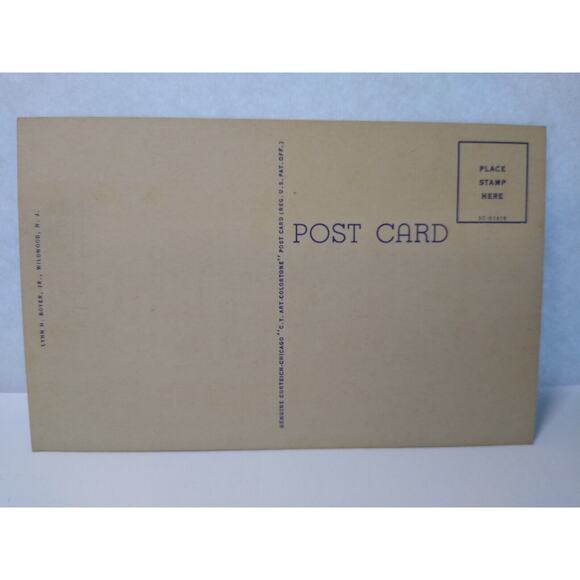 LYNN H. BOYER, JR., WILDWOOD, N. J.
GENUINE CURTEICH-CHICAGO "C.T. ART-COLORTONE" POST CARD (REG. U.S. PAT. OFF.)
POST CARD
PLACE
STAMP
HERE